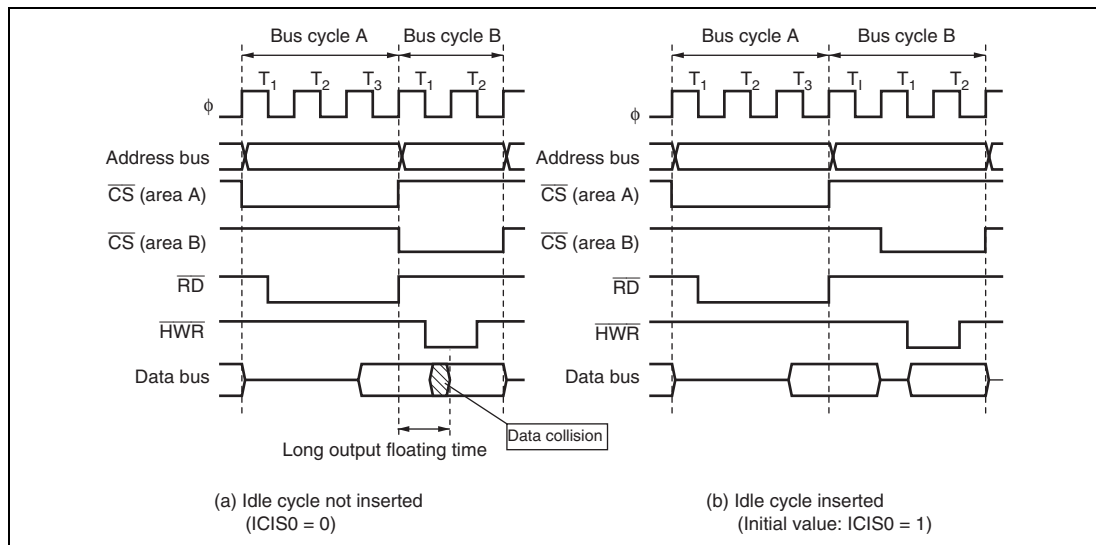 Bus cycle A Bus cycle B
T1 T2 T3 T1 T2
ϕ
Address bus
CS (area A)
CS (area B)
RD
HWR
Data bus
Long output floating time
Data collision
(a) Idle cycle not inserted
(ICIS0 = 0)
Bus cycle A Bus cycle B
T1 T2 T3 TI T1 T2
ϕ
Address bus
CS (area A)
CS (area B)
RD
HWR
Data bus
(b) Idle cycle inserted
(Initial value: ICIS0 = 1)